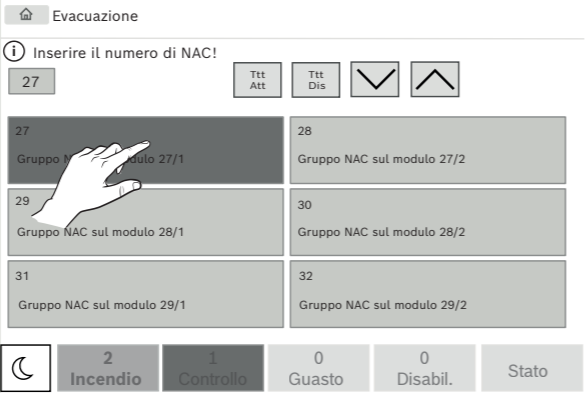 Evacuazione
i Inserire il numero di NAC!
27
Ttt
Att
Ttt
Dis
27
Gruppo dulo 27/1
28
Gruppo NAC sul modulo 27/2
29
Gruppo NAC sul modulo 28/1
30
Gruppo NAC sul modulo 28/2
31
Gruppo NAC sul modulo 29/1
32
Gruppo NAC sul modulo 29/2
2
Incendio
1
Controllo
0
Guasto
0
Disabil.
Stato